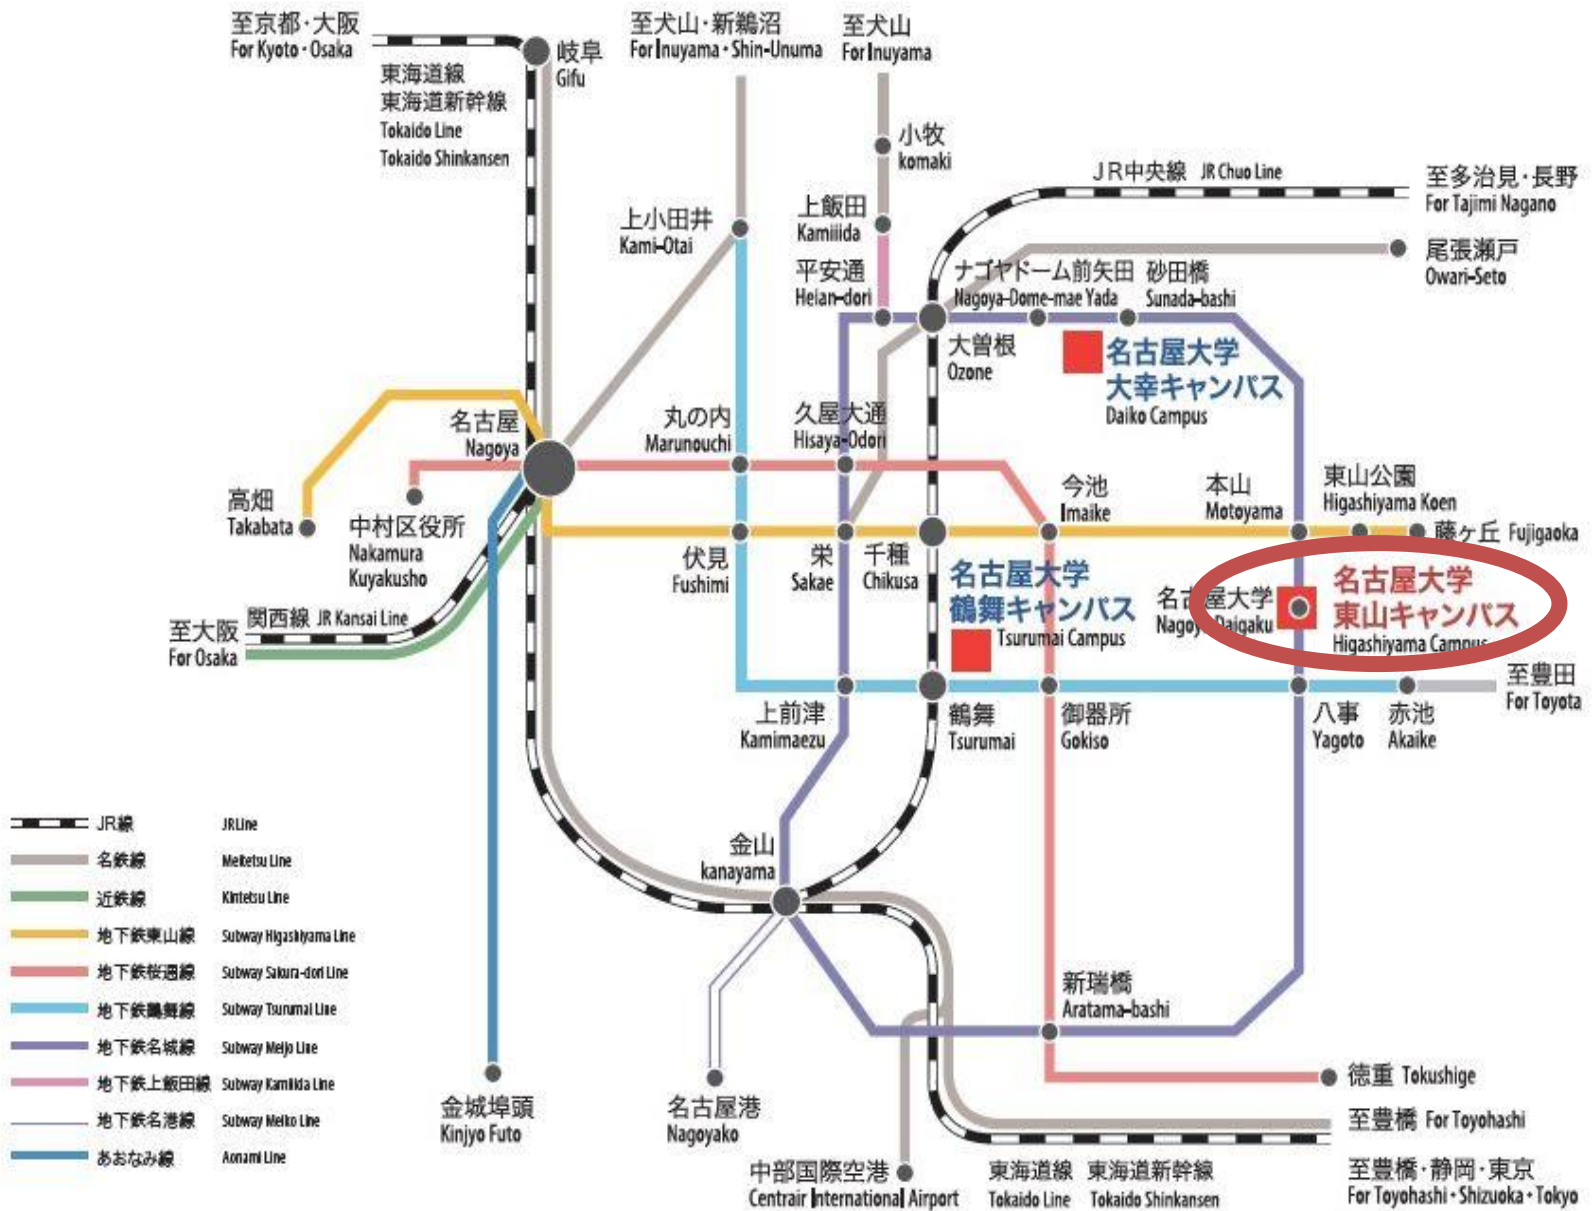 至京都・大阪
For Kyoto・Osaka
東海道線
東海道新幹線
Tokaido Line
Tokaido Shinkansen
岐阜
Gifu
至犬山・新鵜沼
For Inuyama・Shin-Unuma
至犬山
For Inuyama
小牧
komaki
JR中央線 JR Chuo Line
至多治見・長野
For Tajimi Nagano
上小田井
Kami-Otai
上飯田
Kamiiida
尾張瀬戸
Owari-Seto
平安通
Heian-dori
ナゴヤドーム前矢田
Nagoya-Dome-mae Yada
砂田橋
Sunada-bashi
大曽根
Ozone
名古屋大学
大幸キャンパス
Daiko Campus
名古屋
Nagoya
丸の内
Marunouchi
久屋大通
Hisaya-Odori
高畑
Takabata
中村区役所
Nakamura
Kuyakusho
今池
Imaike
本山
Motoyama
東山公園
Higashiyama Koen
藤ヶ丘 Fujigaoka
伏見
Fushimi
栄
Sakae
千種
Chikusa
名古屋大学
鶴舞キャンパス
Tsurumai Campus
名古屋大学
Nagoya Daigaku
名古屋大学
東山キャンパス
Higashiyama Campus
関西線 JR Kansai Line
至大阪
For Osaka
至豊田
For Toyota
上前津
Kamimaezu
鶴舞
Tsurumai
御器所
Gokiso
八事
Yagoto
赤池
Akaike
金山
kanayama
JR線 JR Line
名鉄線 Meitetsu Line
近鉄線 Kintetsu Line
地下鉄東山線 Subway Higashiyama Line
地下鉄桜通線 Subway Sakura-dori Line
地下鉄鶴舞線 Subway Tsurumai Line
地下鉄名城線 Subway Meijo Line
地下鉄上飯田線 Subway Kamiiida Line
地下鉄名港線 Subway Meiko Line
あおなみ線 Aonami Line
新瑞橋
Aratama-bashi
徳重 Tokushige
金城埠頭
Kinjyo Futo
名古屋港
Nagoyako
至豊橋 For Toyohashi
中部国際空港
Centrair International Airport
東海道線 東海道新幹線
Tokaido Line Tokaido Shinkansen
至豊橋・静岡・東京
For Toyohashi・Shizuoka・Tokyo